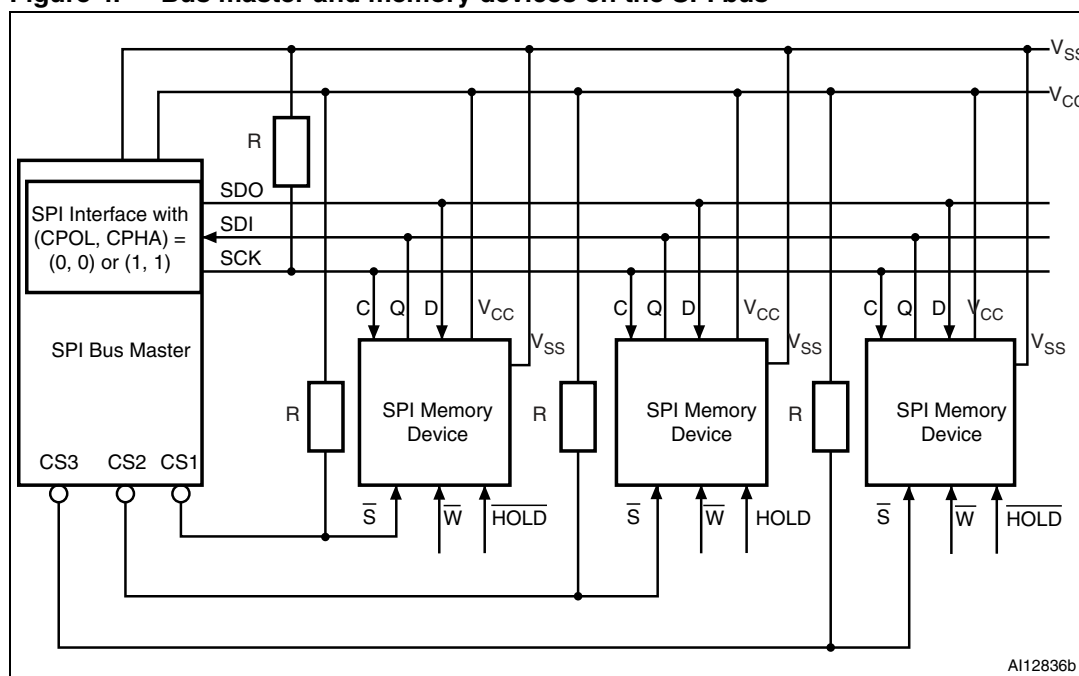 Figure 4. Bus master and memory devices on the SPI bus
VSS
VCC
R
SDO
SDI
SCK
SPI Interface with
(CPOL, CPHA) =
(0, 0) or (1, 1)
SPI Bus Master
CS3 CS2 CS1
C Q D VCC VSS
C Q D VCC VSS
C Q D VCC VSS
R
SPI Memory
Device
R
SPI Memory
Device
R
SPI Memory
Device
S̅ W̅ H̅O̅L̅D̅
S̅ W̅ HOLD
S̅ W̅ H̅O̅L̅D̅
AI12836b